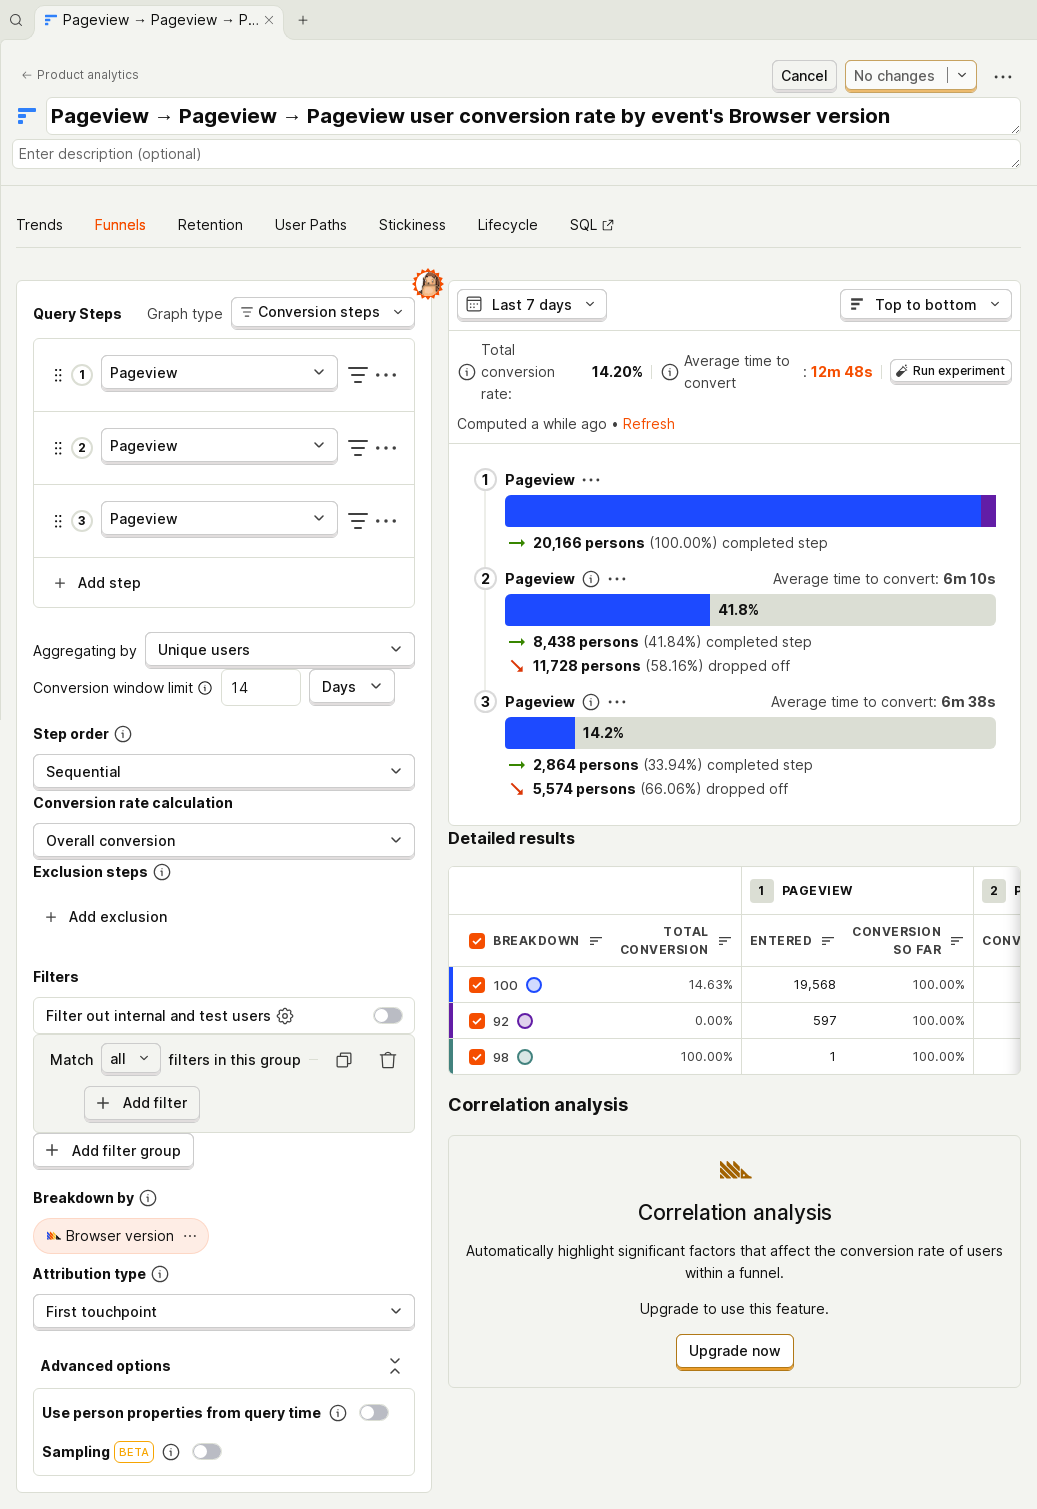 Pageview → Pageview → P...
Product analytics
Cancel
No changes
Pageview → Pageview → Pageview user conversion rate by event's Browser version
Enter description (optional)
Trends Funnels Retention User Paths Stickiness Lifecycle SQL
Query Steps Graph type Conversion steps
1 Pageview
2 Pageview
3 Pageview
Add step
Aggregating by Unique users
Conversion window limit 14 Days
Step order
Sequential
Conversion rate calculation
Overall conversion
Exclusion steps
Add exclusion
Filters
Filter out internal and test users
Match all filters in this group
Add filter
Add filter group
Breakdown by
Browser version
Attribution type
First touchpoint
Advanced options
Use person properties from query time
Sampling BETA
Last 7 days
Top to bottom
Total conversion rate: 14.20%
Average time to convert : 12m 48s
Run experiment
Computed a while ago • Refresh
1 Pageview
20,166 persons (100.00%) completed step
2 Pageview Average time to convert: 6m 10s
41.8%
8,438 persons (41.84%) completed step
11,728 persons (58.16%) dropped off
3 Pageview Average time to convert: 6m 38s
14.2%
2,864 persons (33.94%) completed step
5,574 persons (66.06%) dropped off
Detailed results
1 PAGEVIEW 2 P
BREAKDOWN TOTAL CONVERSION ENTERED CONVERSION SO FAR CONV
100 14.63% 19,568 100.00%
92 0.00% 597 100.00%
98 100.00% 1 100.00%
Correlation analysis
Correlation analysis
Automatically highlight significant factors that affect the conversion rate of users
within a funnel.
Upgrade to use this feature.
Upgrade now